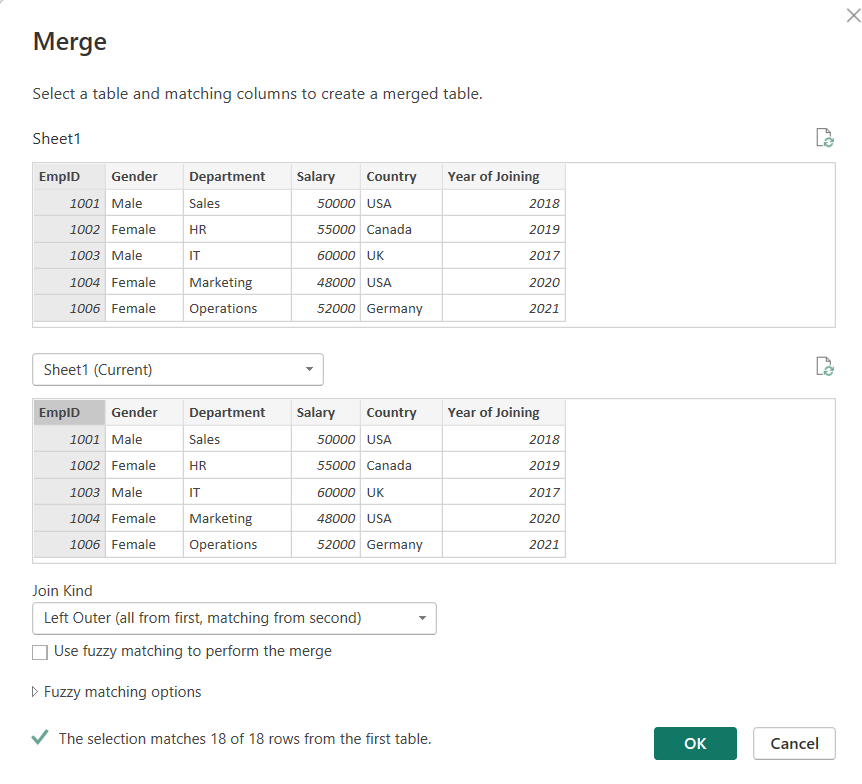 Merge
Select a table and matching columns to create a merged table.
Sheet1
EmpID Gender Department Salary Country Year of Joining
1001 Male Sales 50000 USA 2018
1002 Female HR 55000 Canada 2019
1003 Male IT 60000 UK 2017
1004 Female Marketing 48000 USA 2020
1006 Female Operations 52000 Germany 2021
Sheet1 (Current)
EmpID Gender Department Salary Country Year of Joining
1001 Male Sales 50000 USA 2018
1002 Female HR 55000 Canada 2019
1003 Male IT 60000 UK 2017
1004 Female Marketing 48000 USA 2020
1006 Female Operations 52000 Germany 2021
Join Kind
Left Outer (all from first, matching from second)
Use fuzzy matching to perform the merge
Fuzzy matching options
The selection matches 18 of 18 rows from the first table.
OK Cancel